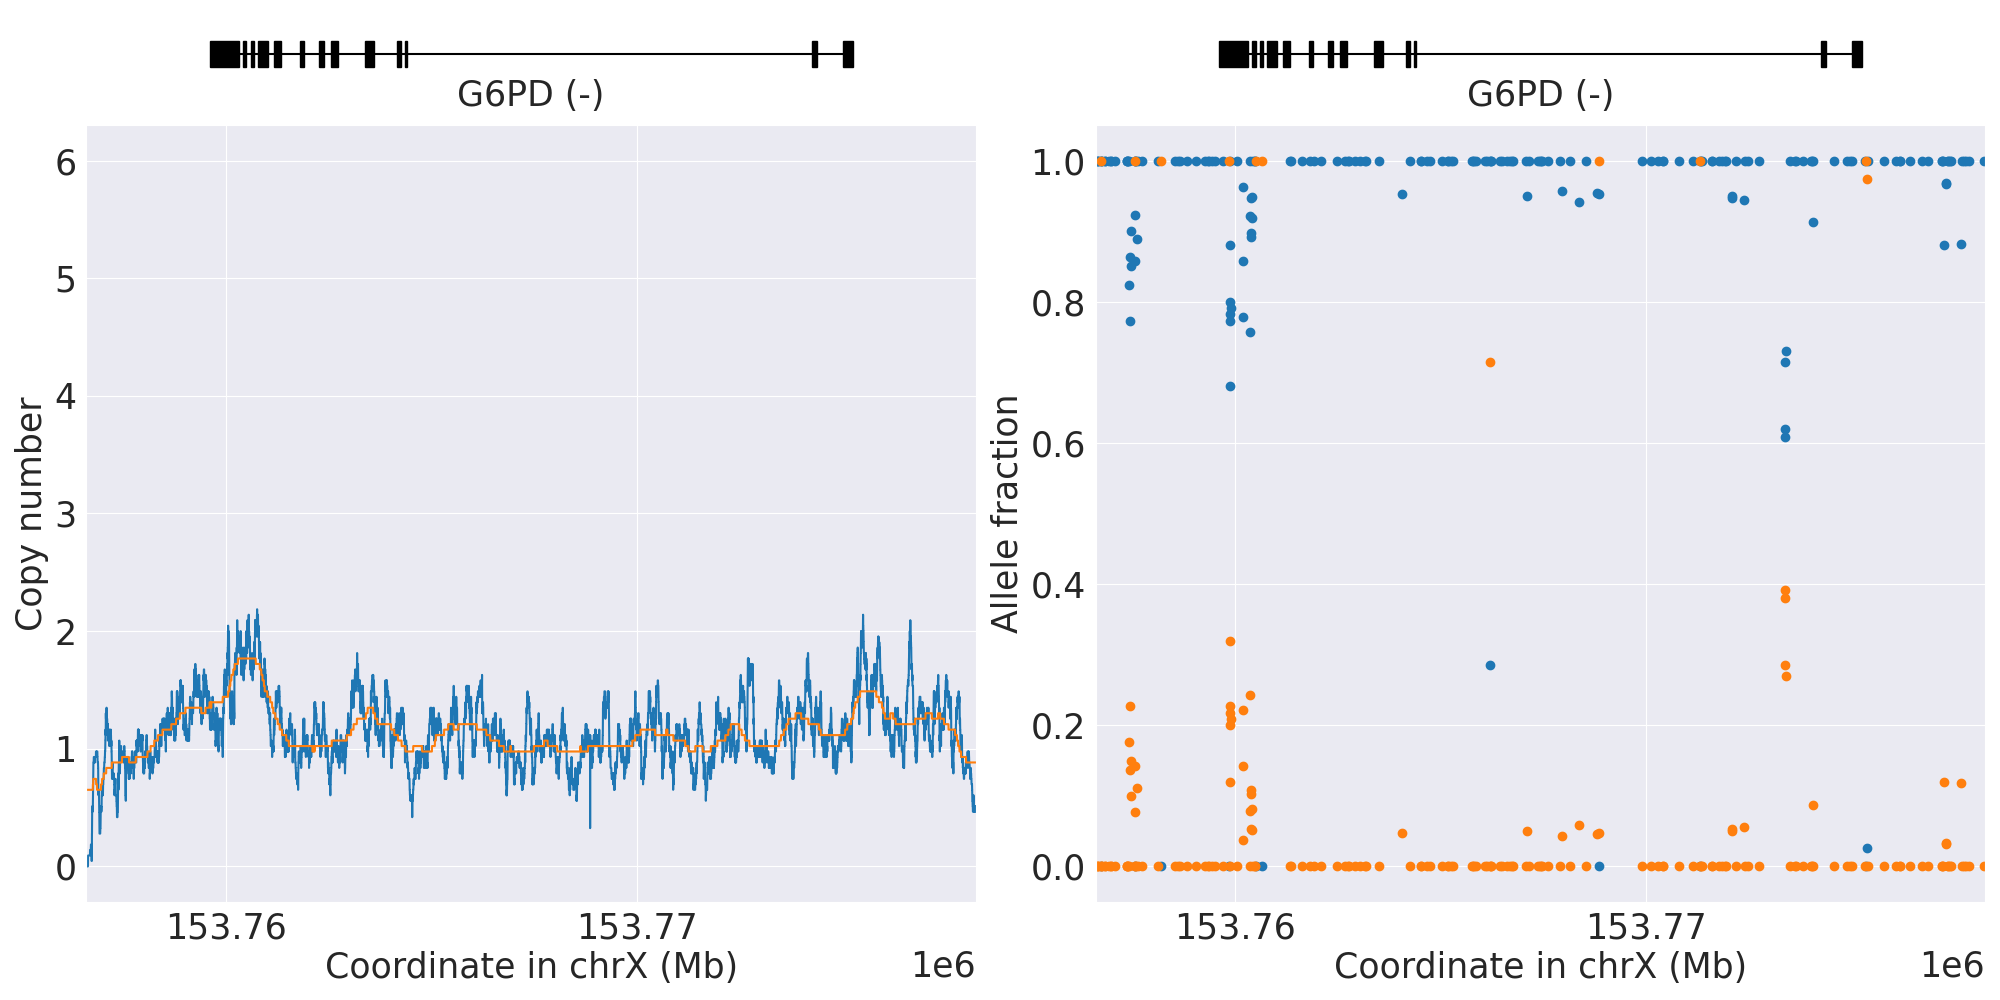 G6PD (-)
6
5
4
3
2
1
0
Copy number
153.76
153.77
Coordinate in chrX (Mb)
1e6
G6PD (-)
1.0
0.8
0.6
0.4
0.2
0.0
Allele fraction
153.76
153.77
Coordinate in chrX (Mb)
1e6